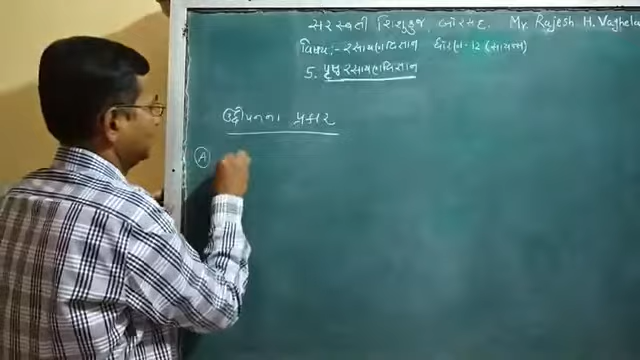 સરસ્વતી શિશુકુંજ, બોરસદ. Mr. Rajesh H. Vaghela
વિષય:- રસાયણવિજ્ઞાન ધોરણ-12 (સાયન્સ)
5. પૃષ્ઠ રસાયણવિજ્ઞાન
ઉદ્દીપનના પ્રકાર
A